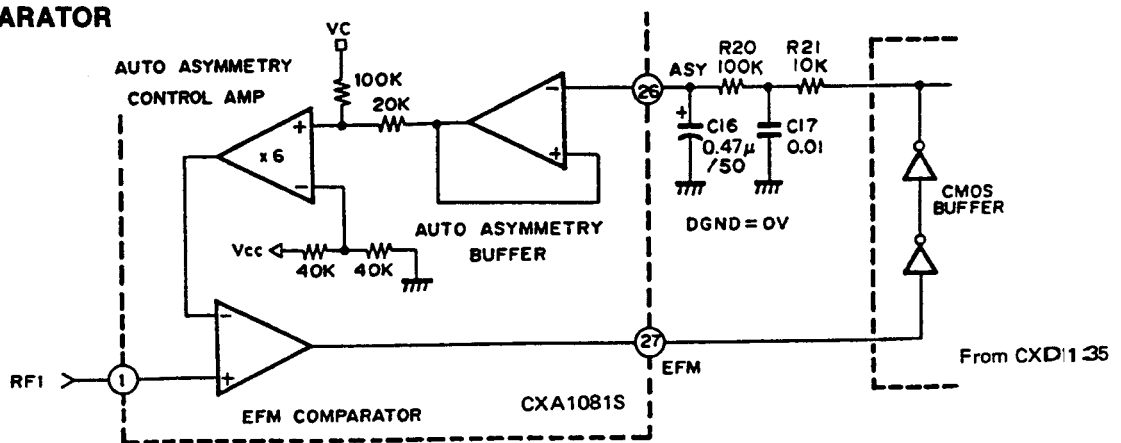 ARATOR
VC
AUTO ASYMMETRY
CONTROL AMP
100K
20K
+
x 6
−
−
+
26
ASY
R20
100K
R21
10K
+
C16
0.47μ
/50
C17
0.01
DGND = 0V
CMOS
BUFFER
AUTO ASYMMETRY
BUFFER
Vcc
40K
40K
−
+
27
EFM
From CXD1135
RF1
1
EFM COMPARATOR
CXA1081S